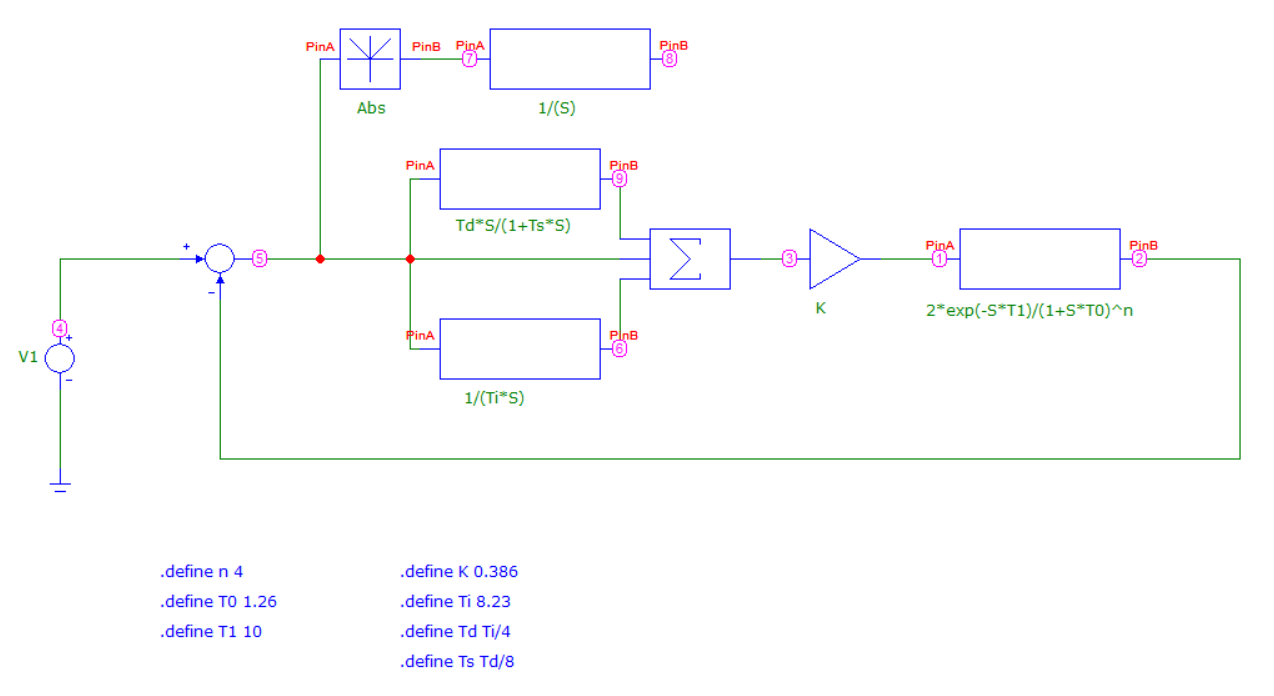 PinA PinB PinA PinB
7 8
Abs 1/(S)
PinA PinB
9
Td*S/(1+Ts*S)
+ 5 3 PinA PinB
1 2
-
K 2*exp(-S*T1)/(1+S*T0)^n
4
+
V1
-
PinA PinB
6
1/(Ti*S)
.define n 4
.define T0 1.26
.define T1 10
.define K 0.386
.define Ti 8.23
.define Td Ti/4
.define Ts Td/8